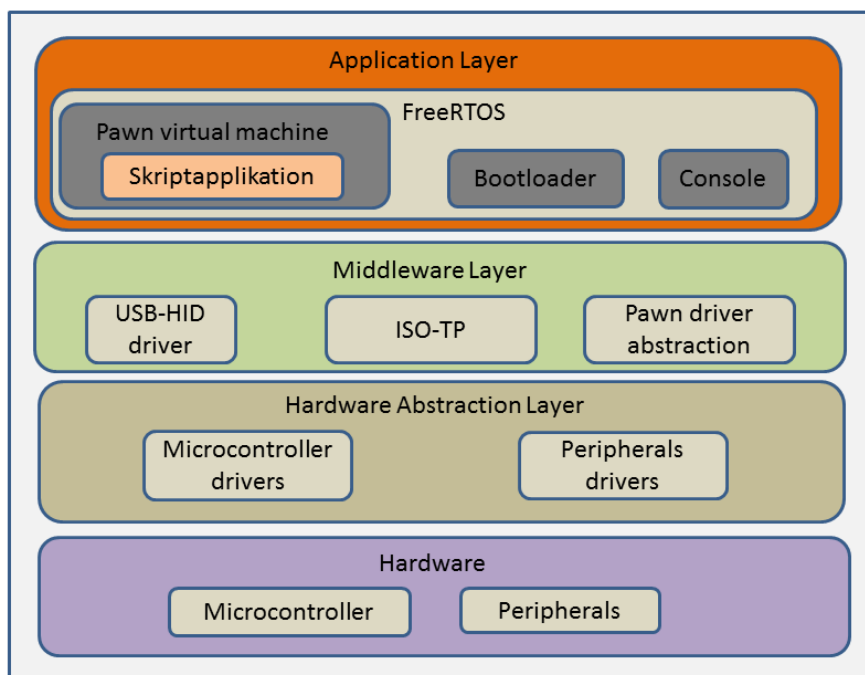 Application Layer
FreeRTOS
Pawn virtual machine
Skriptapplikation
Bootloader
Console
Middleware Layer
USB-HID
driver
ISO-TP
Pawn driver
abstraction
Hardware Abstraction Layer
Microcontroller
drivers
Peripherals
drivers
Hardware
Microcontroller
Peripherals